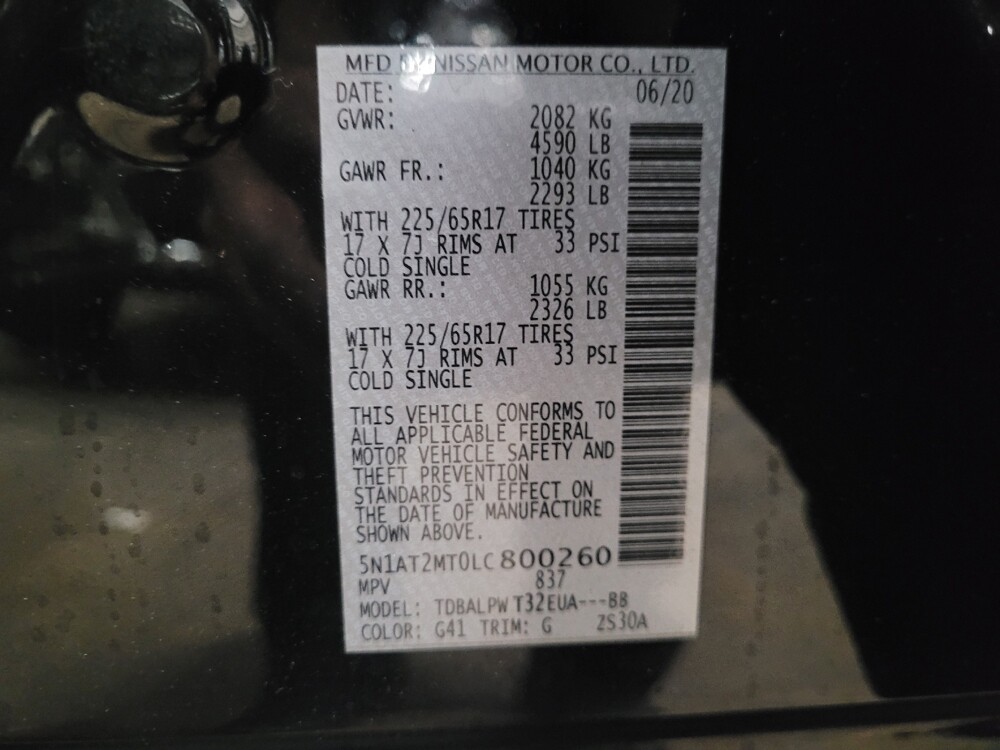 MFD BY NISSAN MOTOR CO., LTD.
DATE: 06/20
GVWR: 2082 KG
4590 LB
GAWR FR.: 1040 KG
2293 LB
WITH 225/65R17 TIRES
17 X 7J RIMS AT 33 PSI
COLD SINGLE
GAWR RR.: 1055 KG
2326 LB
WITH 225/65R17 TIRES
17 X 7J RIMS AT 33 PSI
COLD SINGLE
THIS VEHICLE CONFORMS TO
ALL APPLICABLE FEDERAL
MOTOR VEHICLE SAFETY AND
THEFT PREVENTION
STANDARDS IN EFFECT ON
THE DATE OF MANUFACTURE
SHOWN ABOVE.
5N1AT2MT0LC800260
MPV 837
MODEL: TDBALPWT32EUA---BB
COLOR: G41 TRIM: G ZS30A